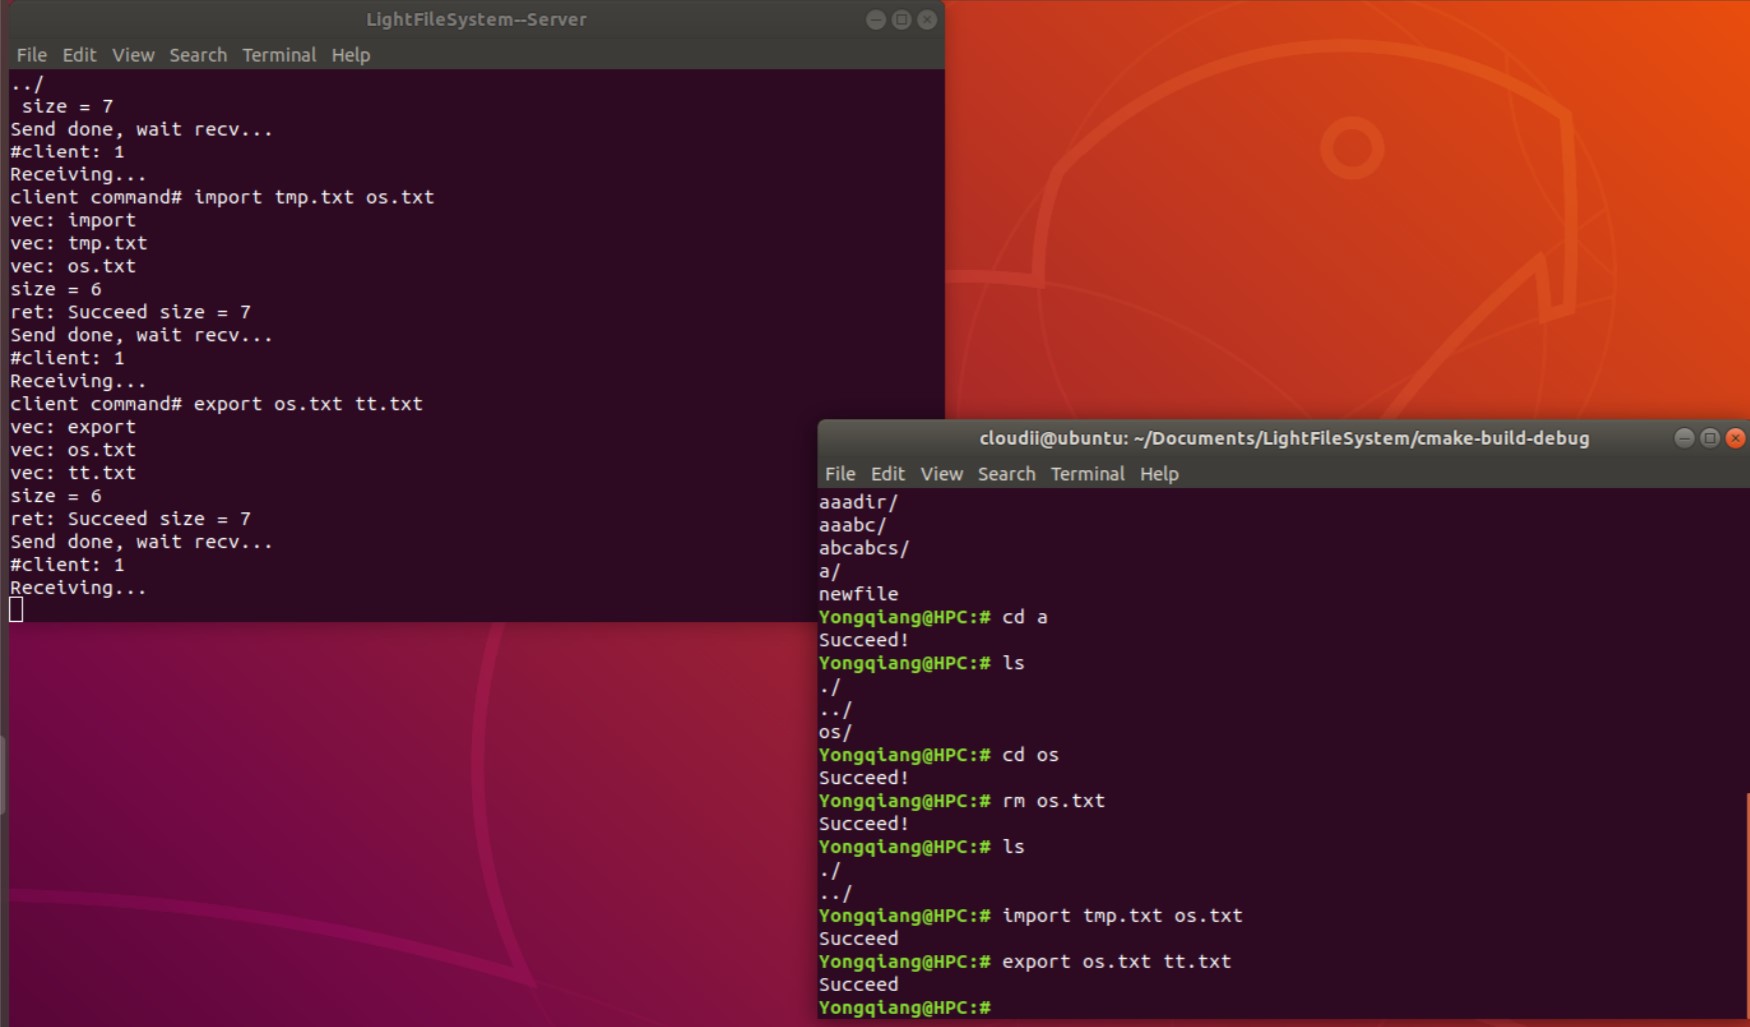 LightFileSystem--Server
File Edit View Search Terminal Help
../
 size = 7
Send done, wait recv...
#client: 1
Receiving...
client command# import tmp.txt os.txt
vec: import
vec: tmp.txt
vec: os.txt
size = 6
ret: Succeed size = 7
Send done, wait recv...
#client: 1
Receiving...
client command# export os.txt tt.txt
vec: export
vec: os.txt
vec: tt.txt
size = 6
ret: Succeed size = 7
Send done, wait recv...
#client: 1
Receiving...
cloudii@ubuntu: ~/Documents/LightFileSystem/cmake-build-debug
File Edit View Search Terminal Help
aaadir/
aaabc/
abcabcs/
a/
newfile
Yongqiang@HPC:# cd a
Succeed!
Yongqiang@HPC:# ls
./
../
os/
Yongqiang@HPC:# cd os
Succeed!
Yongqiang@HPC:# rm os.txt
Succeed!
Yongqiang@HPC:# ls
./
../
Yongqiang@HPC:# import tmp.txt os.txt
Succeed
Yongqiang@HPC:# export os.txt tt.txt
Succeed
Yongqiang@HPC:#